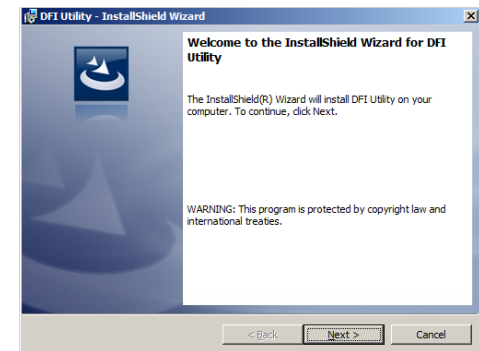 DFI Utility - InstallShield Wizard
Welcome to the InstallShield Wizard for DFI
Utility
The InstallShield(R) Wizard will install DFI Utility on your
computer. To continue, click Next.
WARNING: This program is protected by copyright law and
international treaties.
< Back
Next >
Cancel